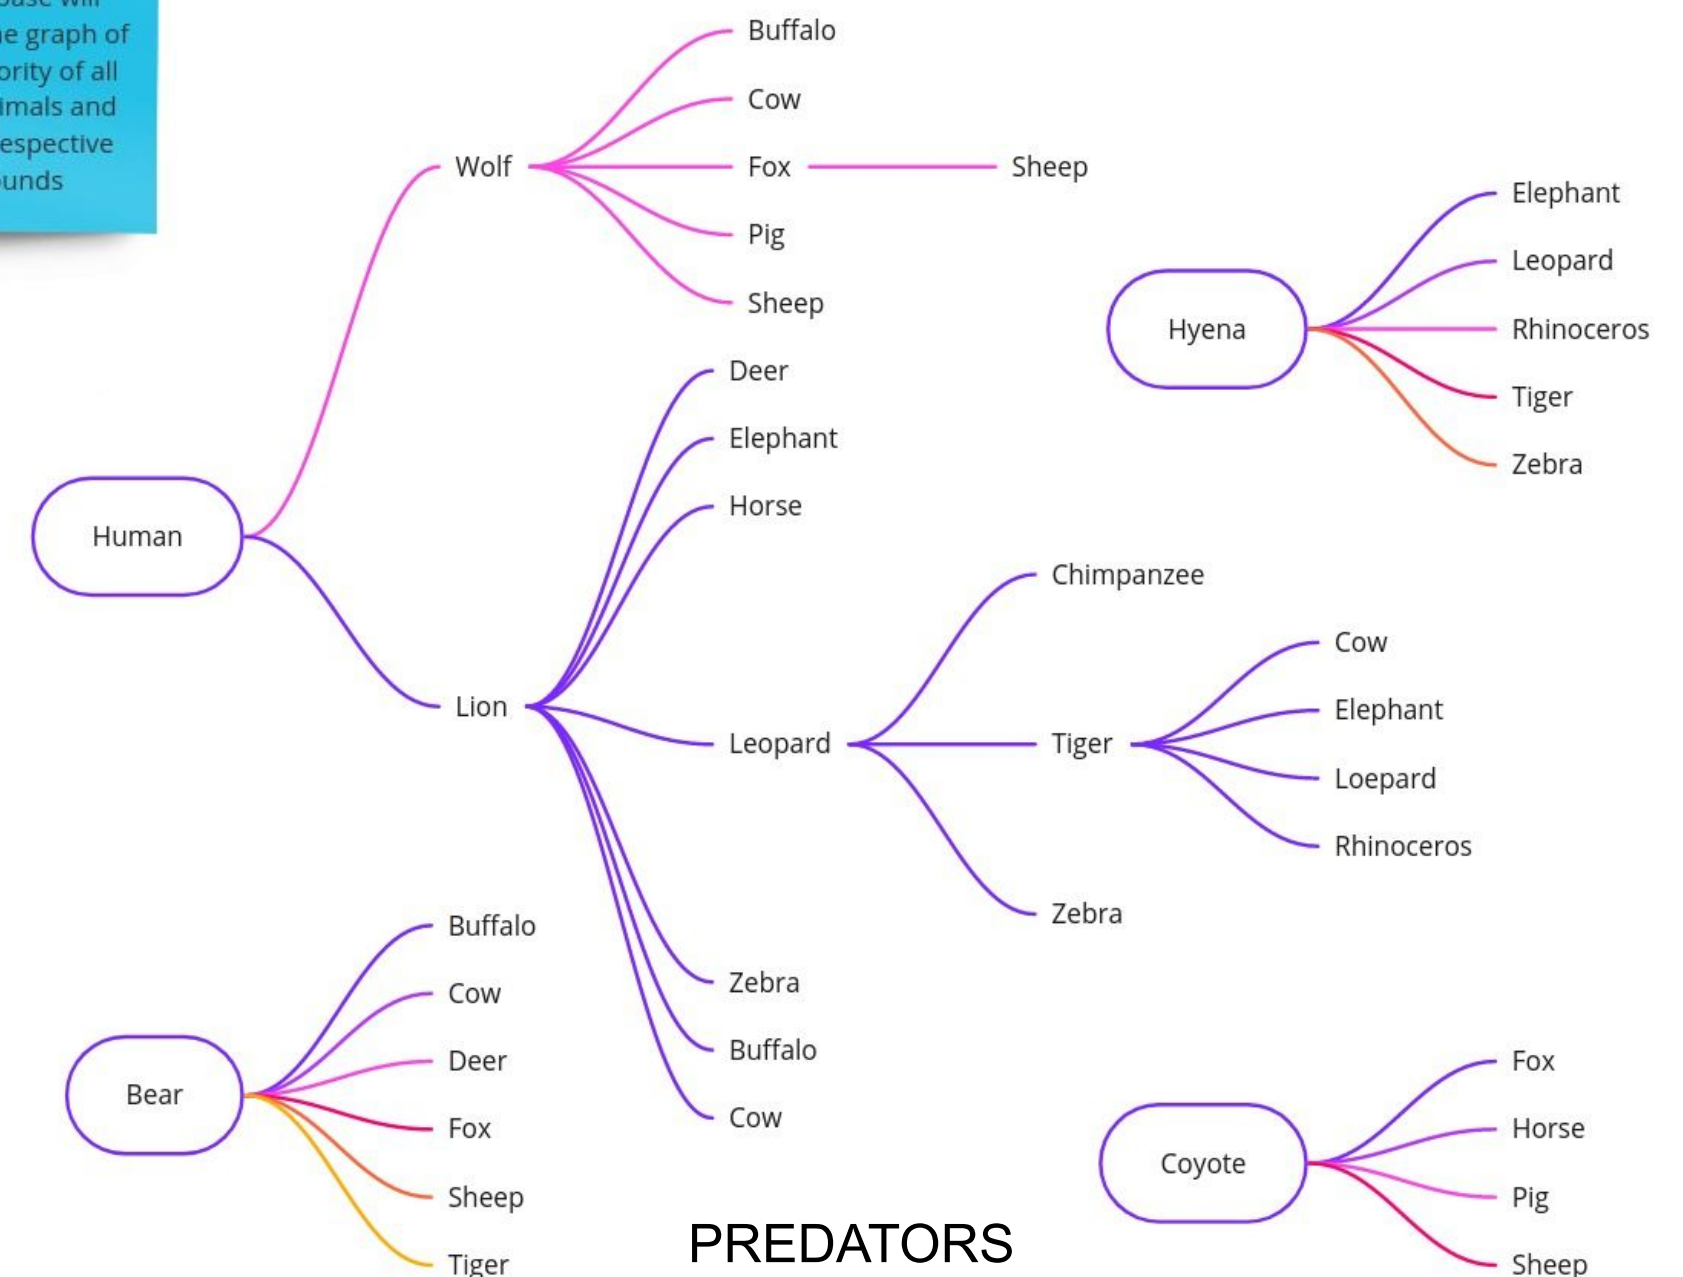 e graph of
ority of all
imals and
espective
ounds
Buffalo
Cow
Wolf
Fox
Sheep
Pig
Sheep
Elephant
Leopard
Hyena
Rhinoceros
Tiger
Zebra
Deer
Elephant
Horse
Human
Chimpanzee
Lion
Leopard
Tiger
Cow
Elephant
Loepard
Rhinoceros
Zebra
Zebra
Buffalo
Cow
Buffalo
Cow
Bear
Deer
Fox
Sheep
Tiger
Coyote
Fox
Horse
Pig
Sheep
PREDATORS